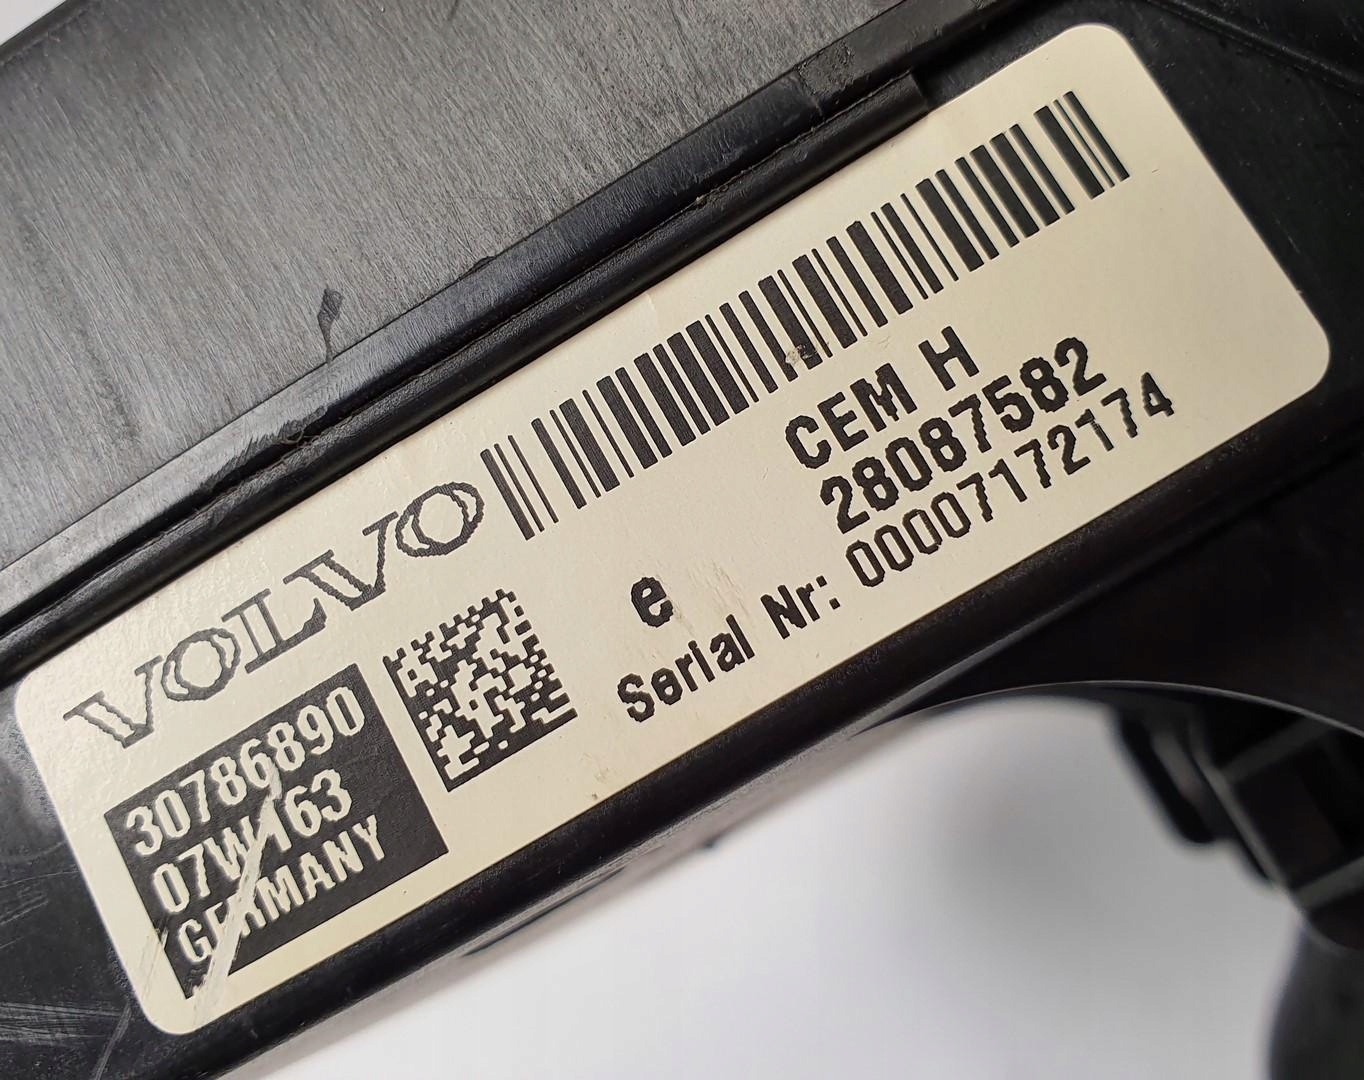 VOLVO
30786890
07W163
GERMANY
CEM H
28087582
e
Serial Nr: 00007172174